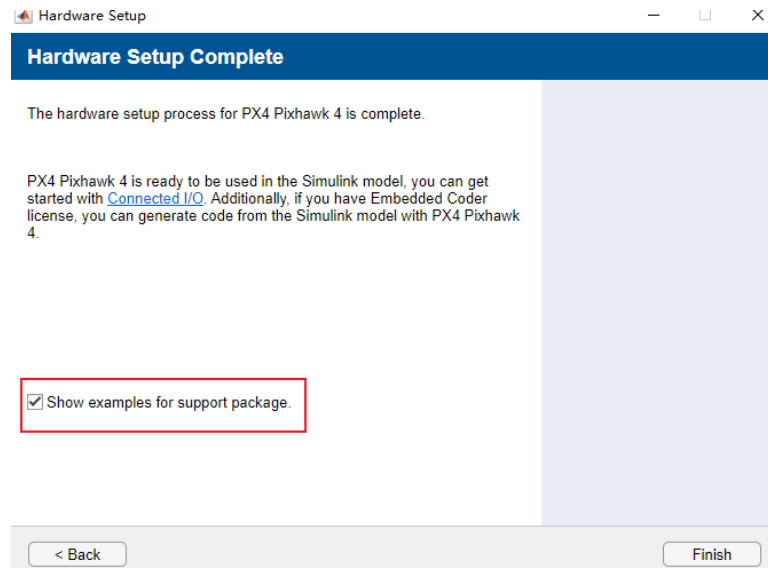 Hardware Setup
Hardware Setup Complete
The hardware setup process for PX4 Pixhawk 4 is complete.
PX4 Pixhawk 4 is ready to be used in the Simulink model, you can get
started with Connected I/O. Additionally, if you have Embedded Coder
license, you can generate code from the Simulink model with PX4 Pixhawk
4.
Show examples for support package.
< Back
Finish